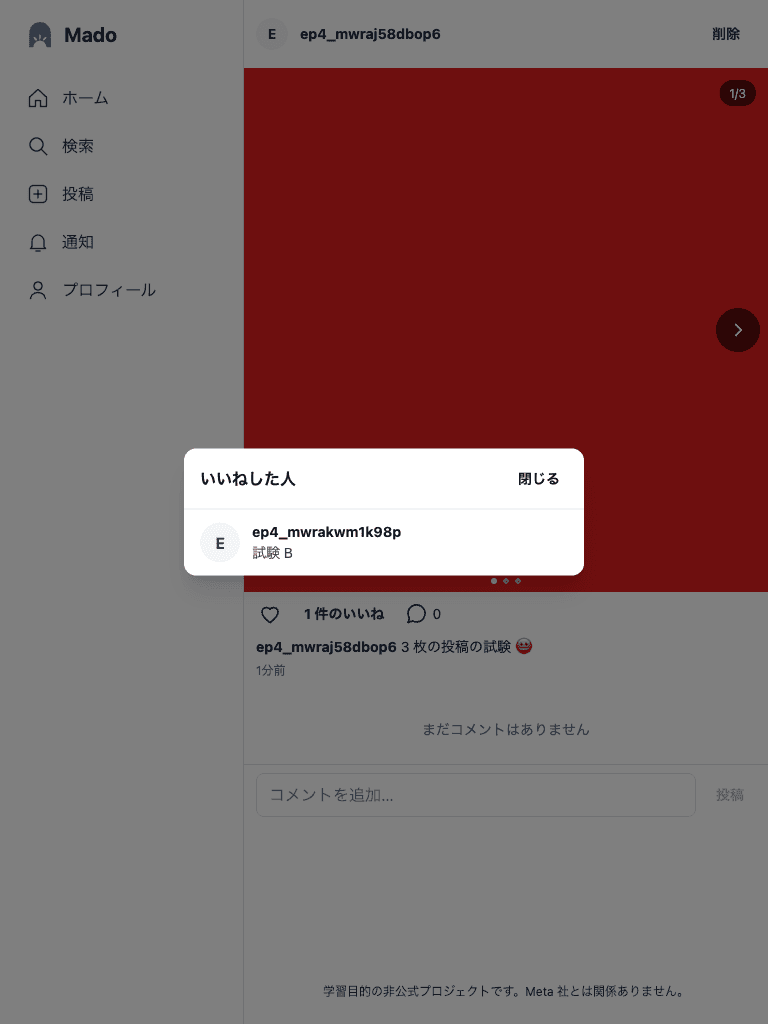 Mado
ホーム
検索
投稿
通知
プロフィール
E ep4_mwraj58dbop6 削除
1/3
いいねした人 閉じる
E
ep4_mwrakwm1k98p
試験 B
1 件のいいね 0
ep4_mwraj58dbop6 3 枚の投稿の試験
1分前
まだコメントはありません
コメントを追加... 投稿
学習目的の非公式プロジェクトです。Meta 社とは関係ありません。